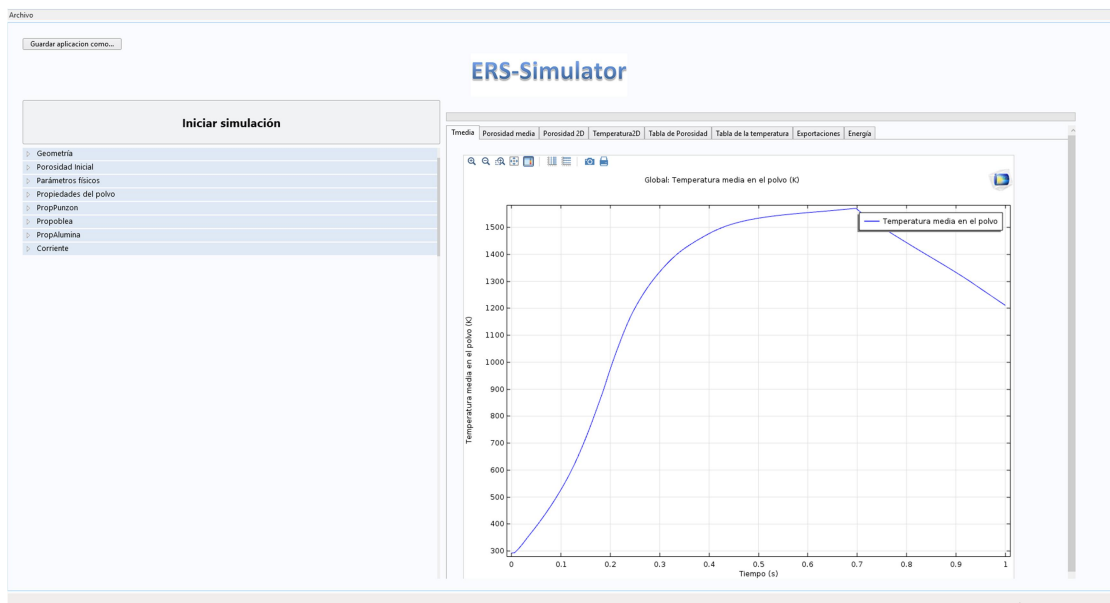 Archivo
Guardar aplicacion como...
ERS-Simulator
Iniciar simulación
Geometría
Porosidad Inicial
Parámetros físicos
Propiedades del polvo
PropPunzon
Propoblea
PropAlumina
Corriente
Tmedia Porosidad media Porosidad 2D Temperatura2D Tabla de Porosidad Tabla de la temperatura Exportaciones Energía
Global: Temperatura media en el polvo (K)
Temperatura media en el polvo
Temperatura media en el polvo (K)
1500
1400
1300
1200
1100
1000
900
800
700
600
500
400
300
0 0.1 0.2 0.3 0.4 0.5 0.6 0.7 0.8 0.9 1
Tiempo (s)